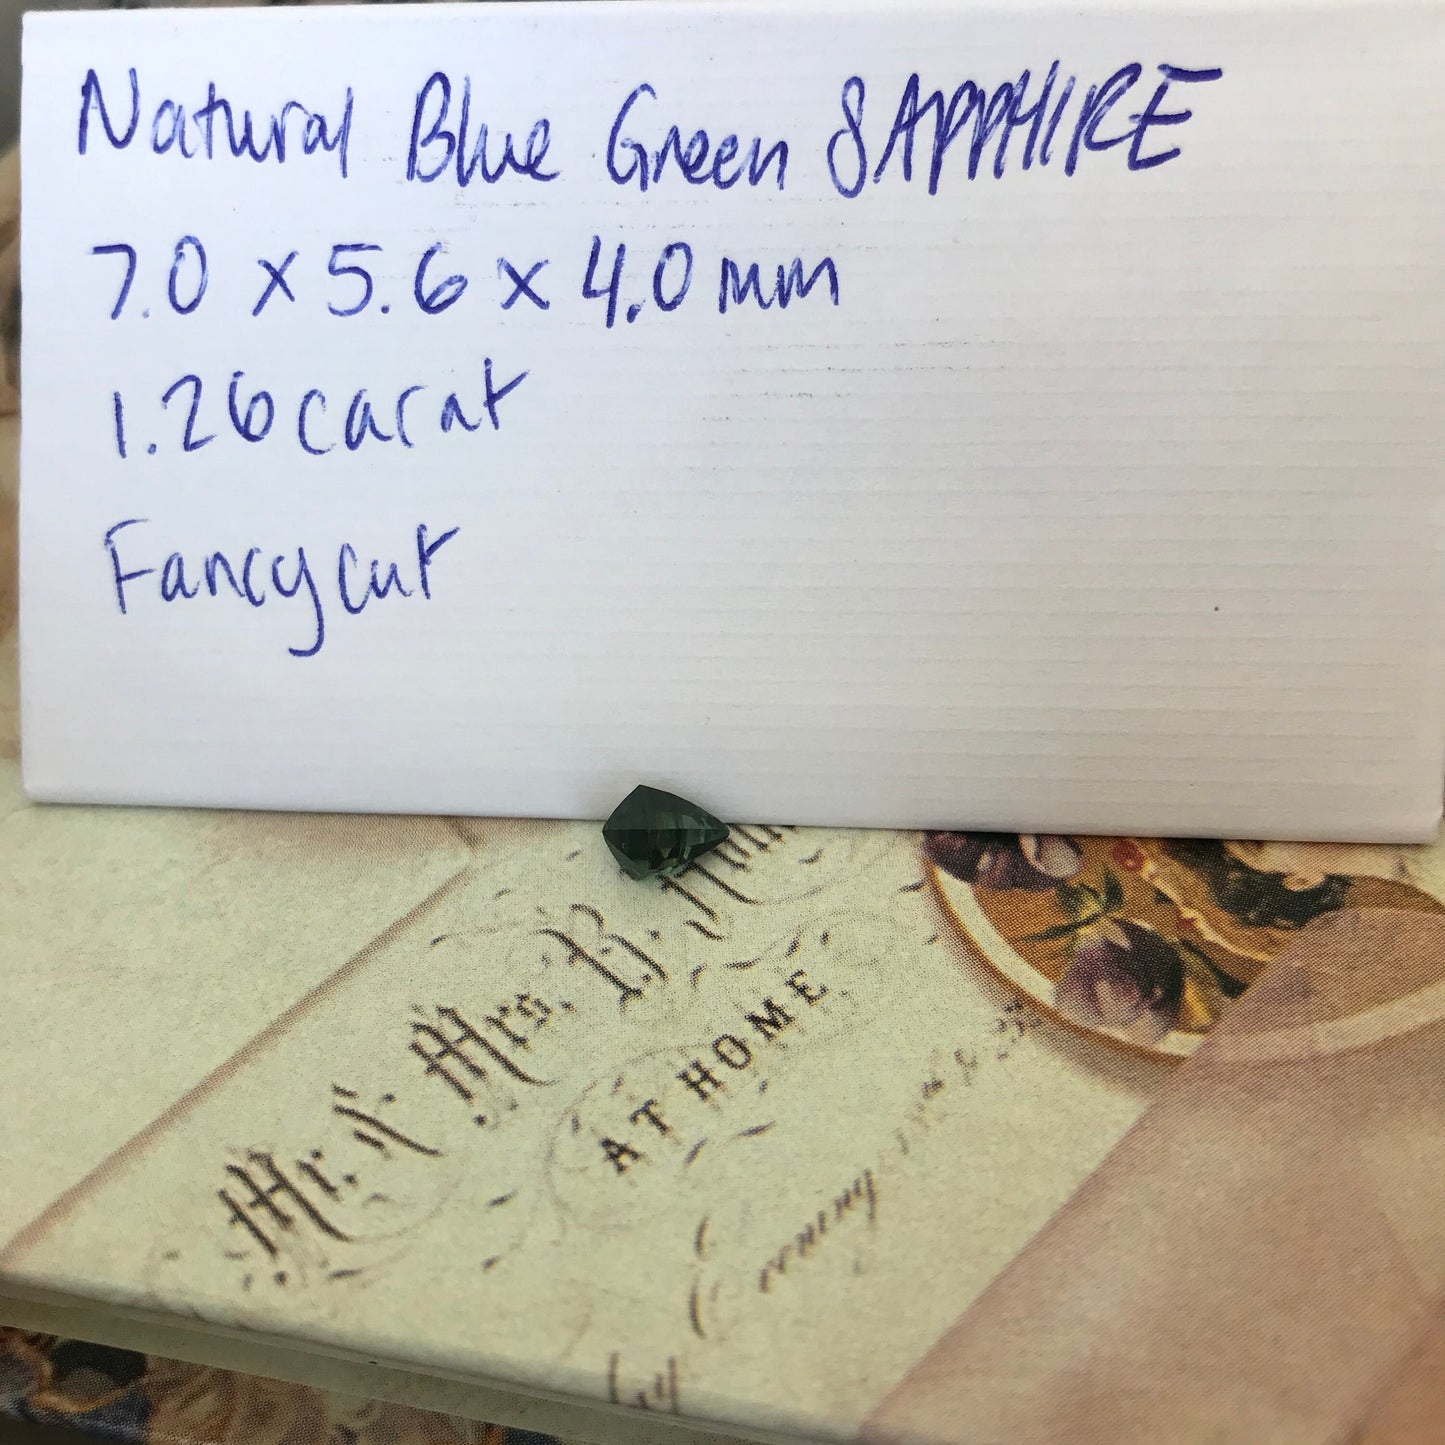 Natural Blue Green SAPPHIRE
7.0 x 5.6 x 4.0 mm
1.26 carat
Fancy cut
Mr. & Mrs. B.
AT HOME
Evening